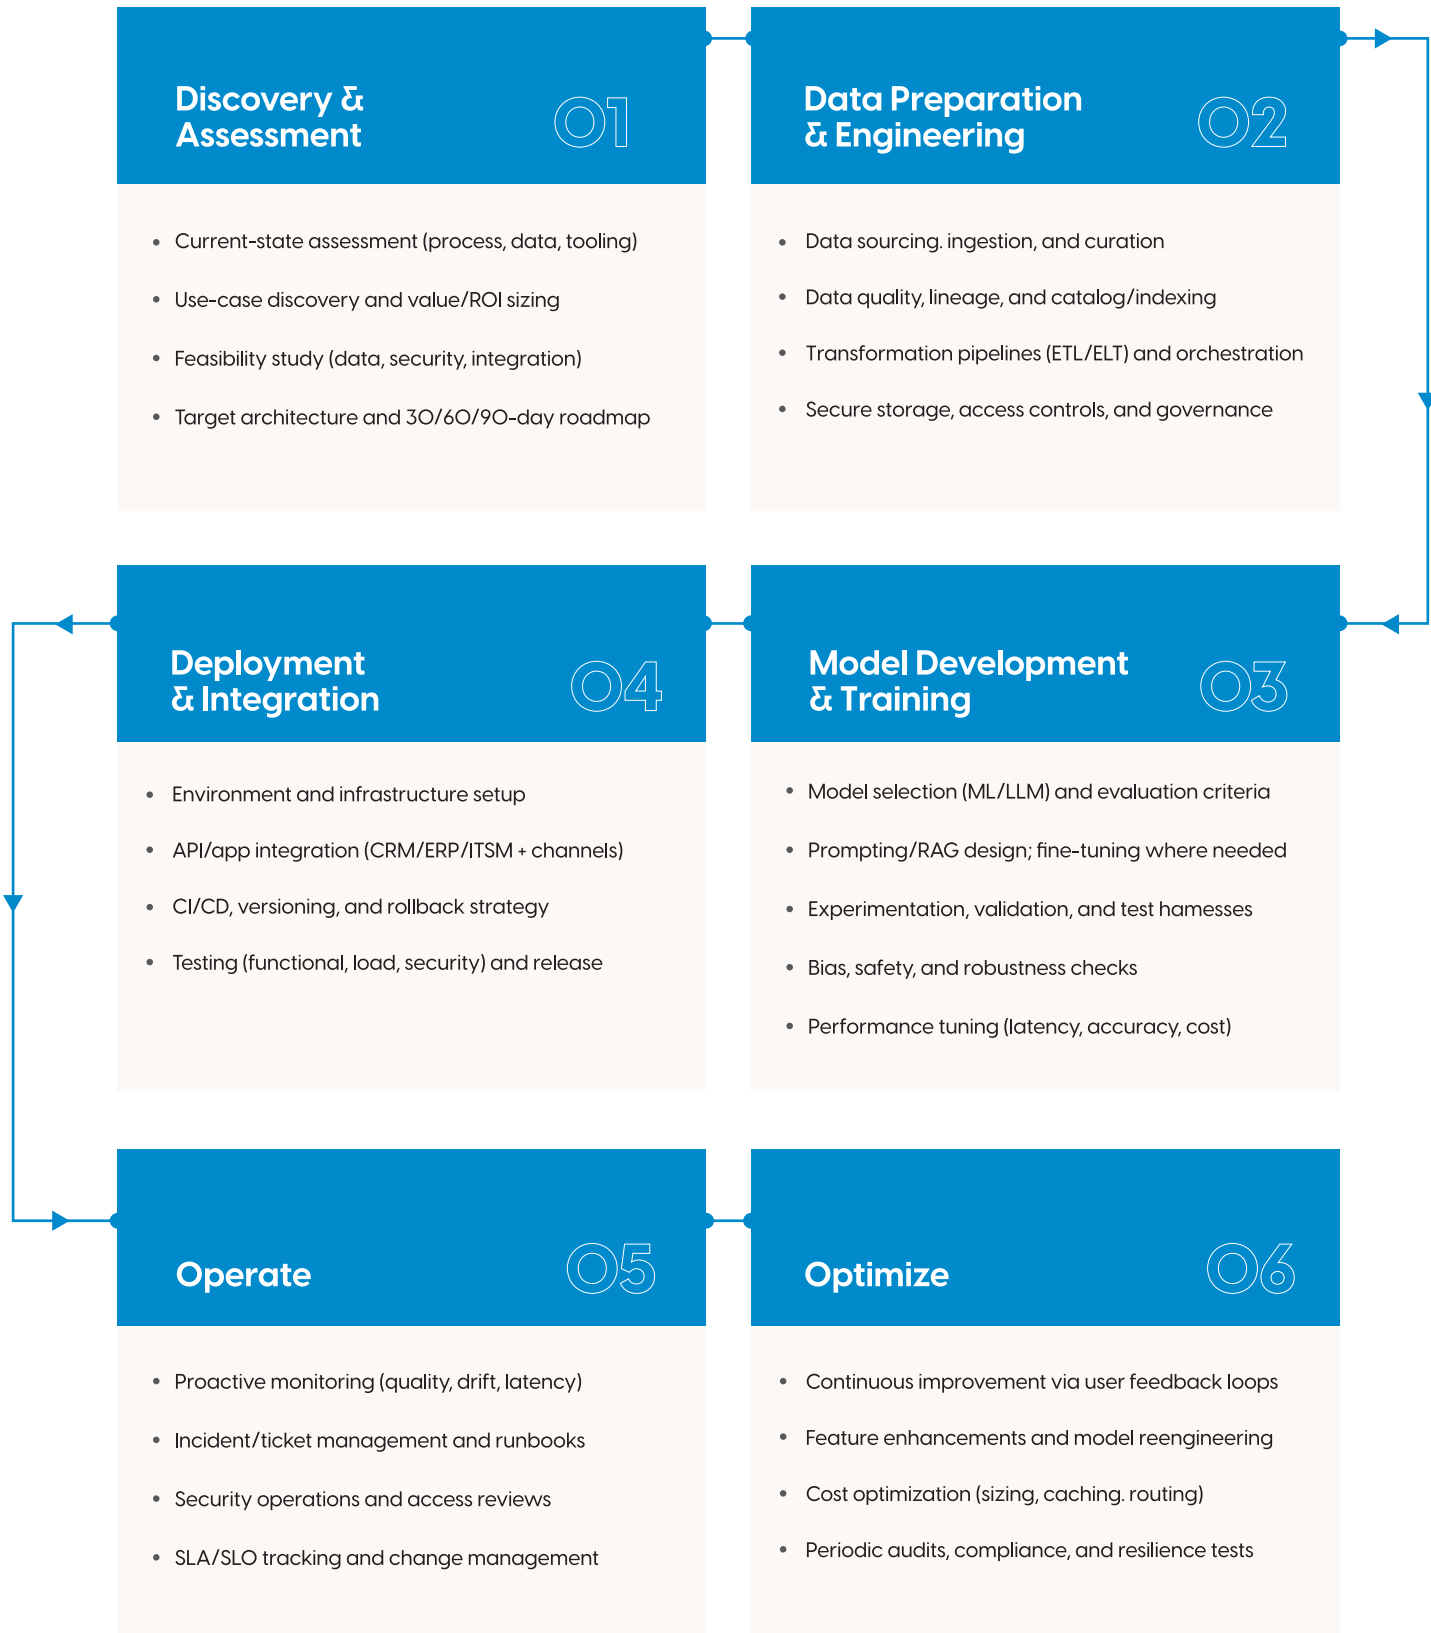 Discovery &
Assessment
01
• Current-state assessment (process, data, tooling)
• Use-case discovery and value/ROI sizing
• Feasibility study (data, security, integration)
• Target architecture and 30/60/90-day roadmap
Data Preparation
& Engineering
02
• Data sourcing. ingestion, and curation
• Data quality, lineage, and catalog/indexing
• Transformation pipelines (ETL/ELT) and orchestration
• Secure storage, access controls, and governance
Model Development
& Training
03
• Model selection (ML/LLM) and evaluation criteria
• Prompting/RAG design; fine-tuning where needed
• Experimentation, validation, and test hamesses
• Bias, safety, and robustness checks
• Performance tuning (latency, accuracy, cost)
Deployment
& Integration
04
• Environment and infrastructure setup
• API/app integration (CRM/ERP/ITSM + channels)
• CI/CD, versioning, and rollback strategy
• Testing (functional, load, security) and release
Operate
05
• Proactive monitoring (quality, drift, latency)
• Incident/ticket management and runbooks
• Security operations and access reviews
• SLA/SLO tracking and change management
Optimize
06
• Continuous improvement via user feedback loops
• Feature enhancements and model reengineering
• Cost optimization (sizing, caching. routing)
• Periodic audits, compliance, and resilience tests